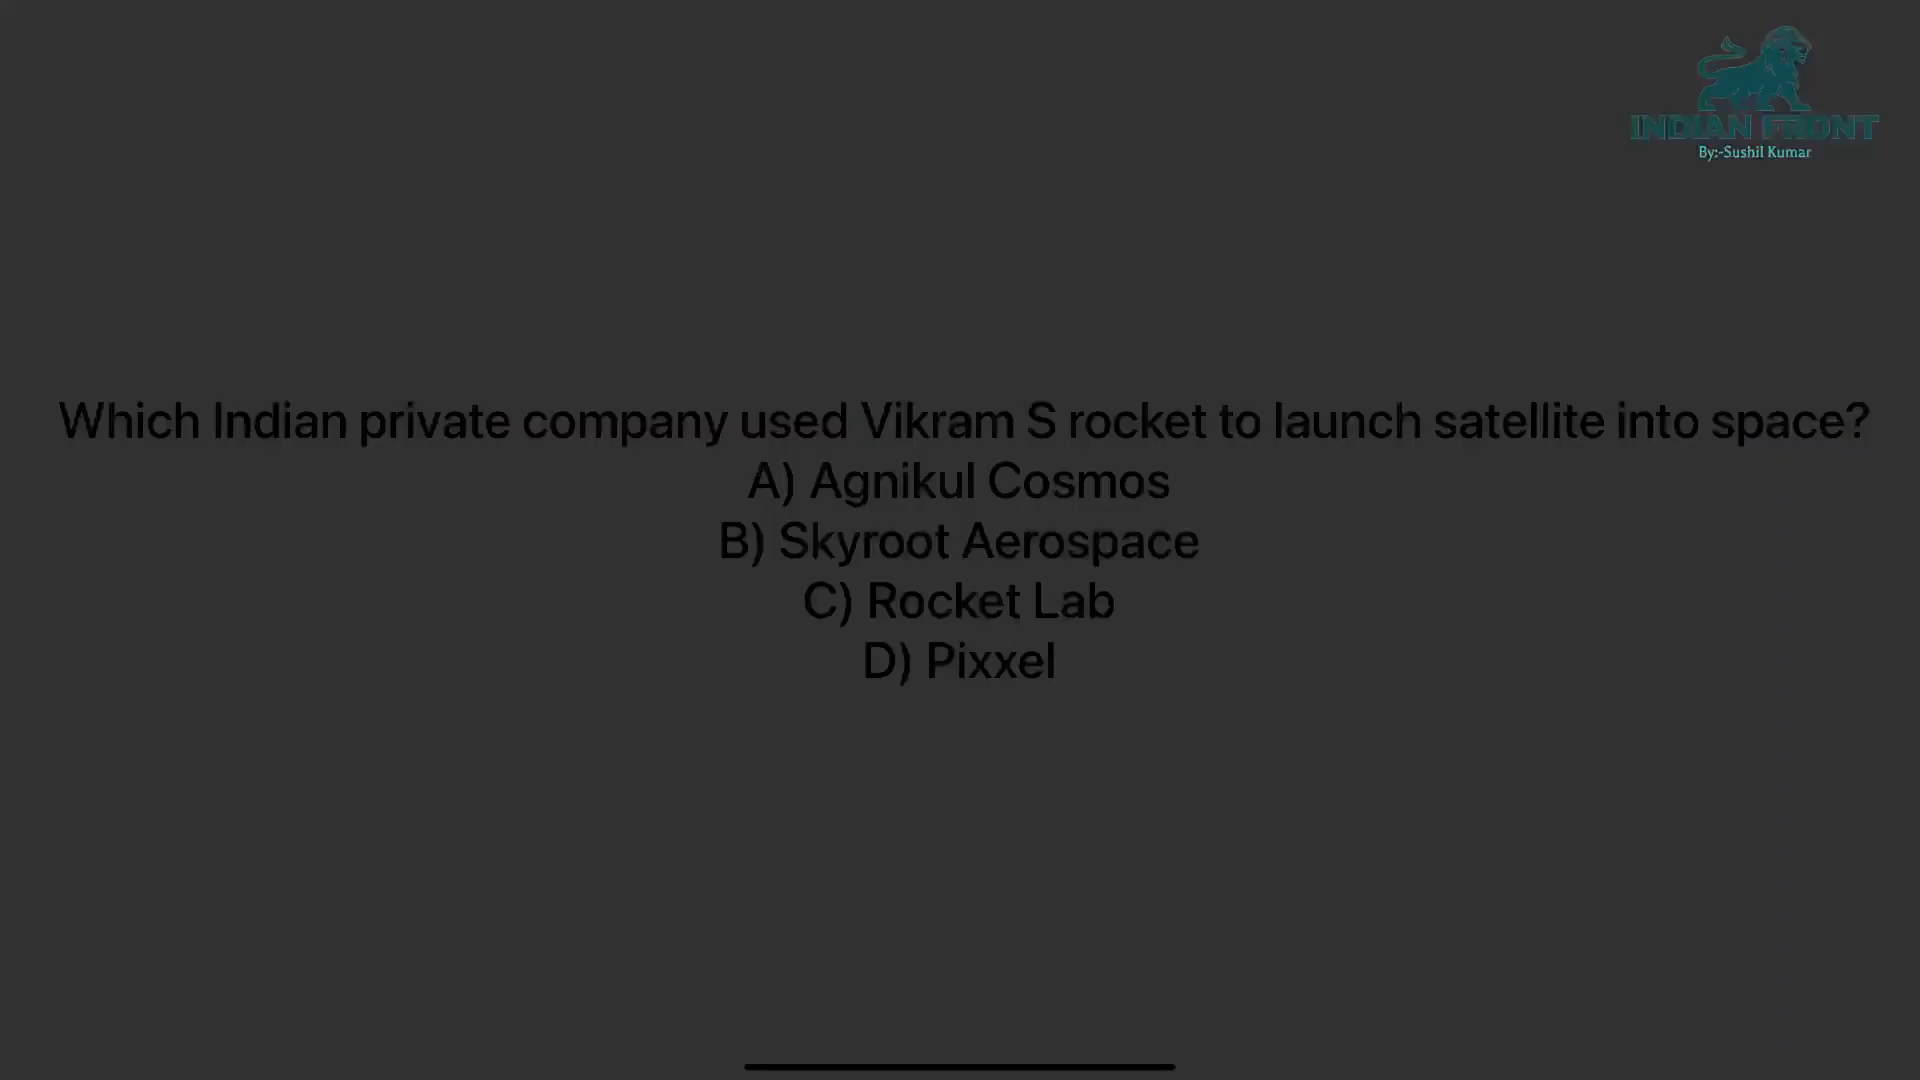 INDIAN FRONT
By:-Sushil Kumar
Which Indian private company used Vikram S rocket to launch satellite into space?
A) Agnikul Cosmos
B) Skyroot Aerospace
C) Rocket Lab
D) Pixxel